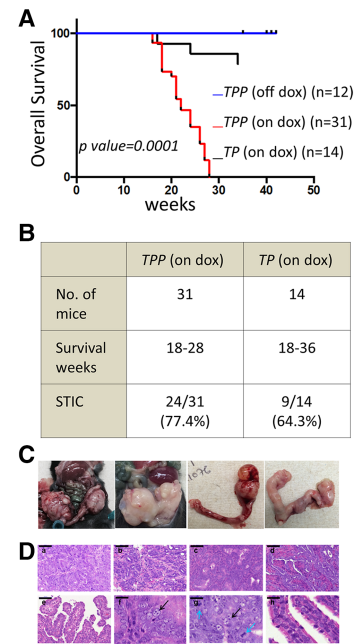 A
Overall Survival
100
50
0
0 10 20 30 40 50
weeks
p value=0.0001
TPP (off dox) (n=12)
TPP (on dox) (n=31)
TP (on dox) (n=14)
B
TPP (on dox) TP (on dox)
No. of mice 31 14
Survival weeks 18-28 18-36
STIC 24/31 (77.4%) 9/14 (64.3%)
C
D
a b c d
e f g h